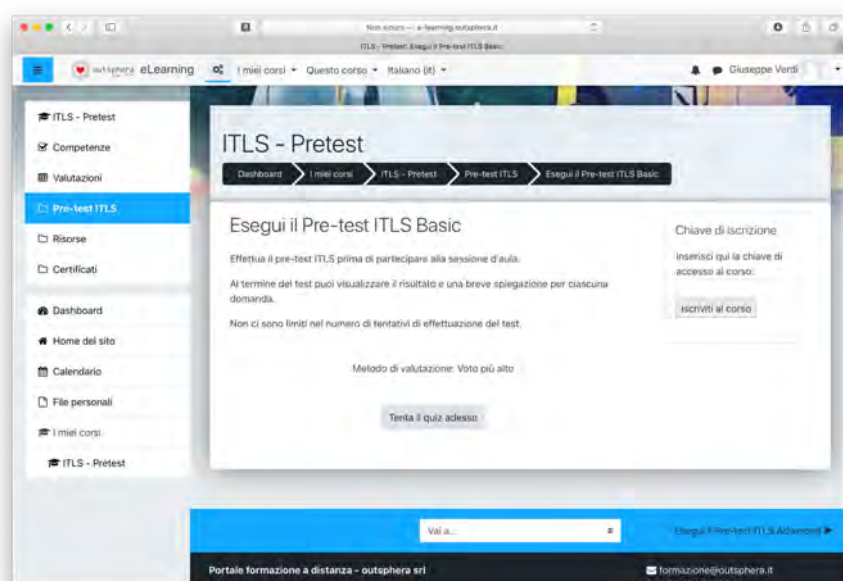 Non sicuro — e-learning.outsphera.it
ITLS - Pretest: Esegui il Pre-test ITLS Basic
outsphera eLearning
I miei corsi
Questo corso
Italiano (it)
Giuseppe Verdi
ITLS - Pretest
Competenze
Valutazioni
Pre-test ITLS
Risorse
Certificati
Dashboard
Home del sito
Calendario
File personali
I miei corsi
ITLS - Pretest
ITLS - Pretest
Dashboard
I miei corsi
ITLS - Pretest
Pre-test ITLS
Esegui il Pre-test ITLS Basic
Esegui il Pre-test ITLS Basic
Effettua il pre-test ITLS prima di partecipare alla sessione d'aula.
Al termine del test puoi visualizzare il risultato e una breve spiegazione per ciascuna
domanda.
Non ci sono limiti nel numero di tentativi di effettuazione del test.
Metodo di valutazione: Voto più alto
Tenta il quiz adesso
Chiave di iscrizione
Inserisci qui la chiave di
accesso al corso.
Iscriviti al corso
Vai a...
Esegui il Pre-test ITLS Advanced ►
Portale formazione a distanza - outsphera srl
formazione@outsphera.it